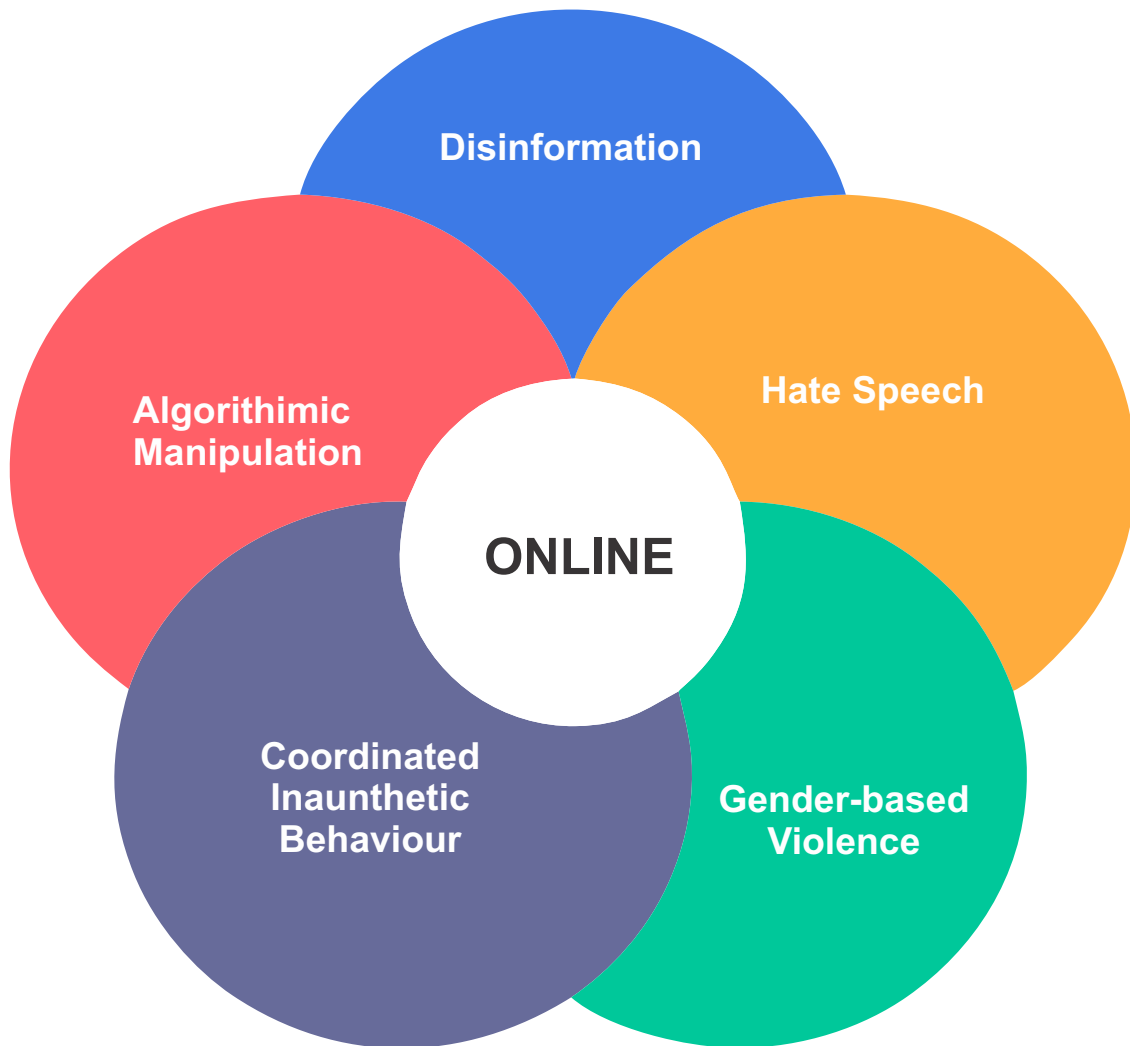 Disinformation
Hate Speech
Algorithimic
Manipulation
ONLINE
Coordinated
Inaunthetic
Behaviour
Gender-based
Violence